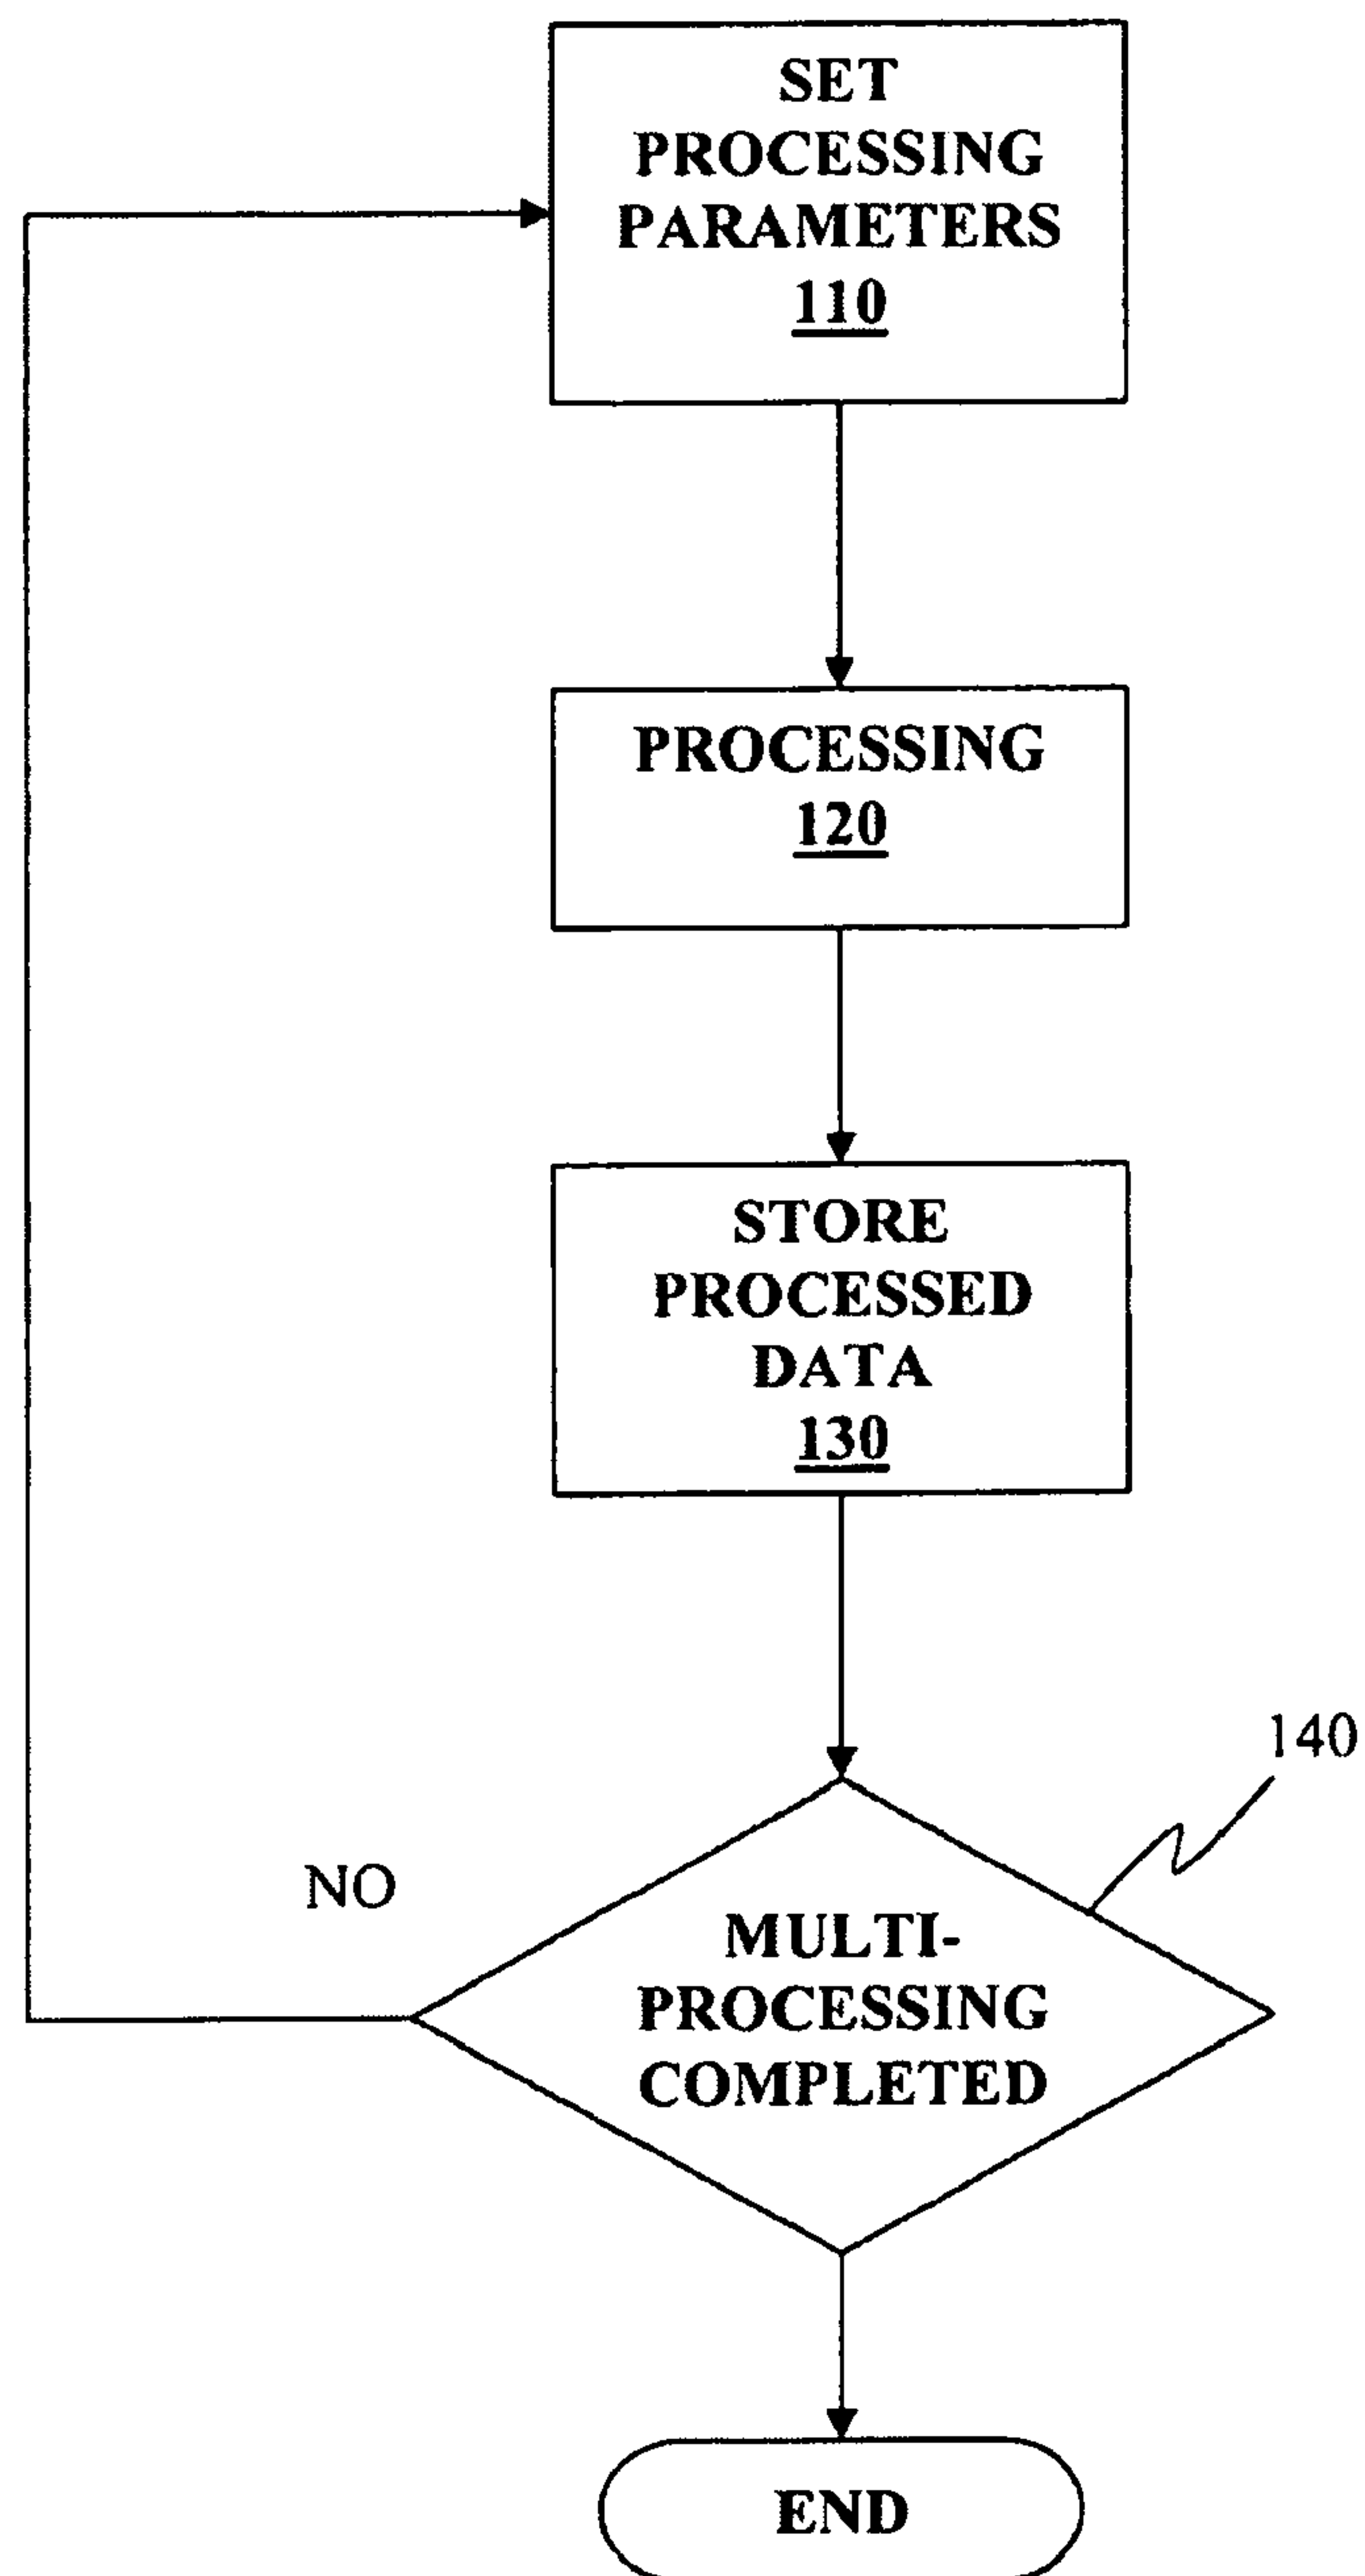 SET
PROCESSING
PARAMETERS
110
PROCESSING
120
STORE
PROCESSED
DATA
130
140
NO
MULTI-
PROCESSING
COMPLETED
END